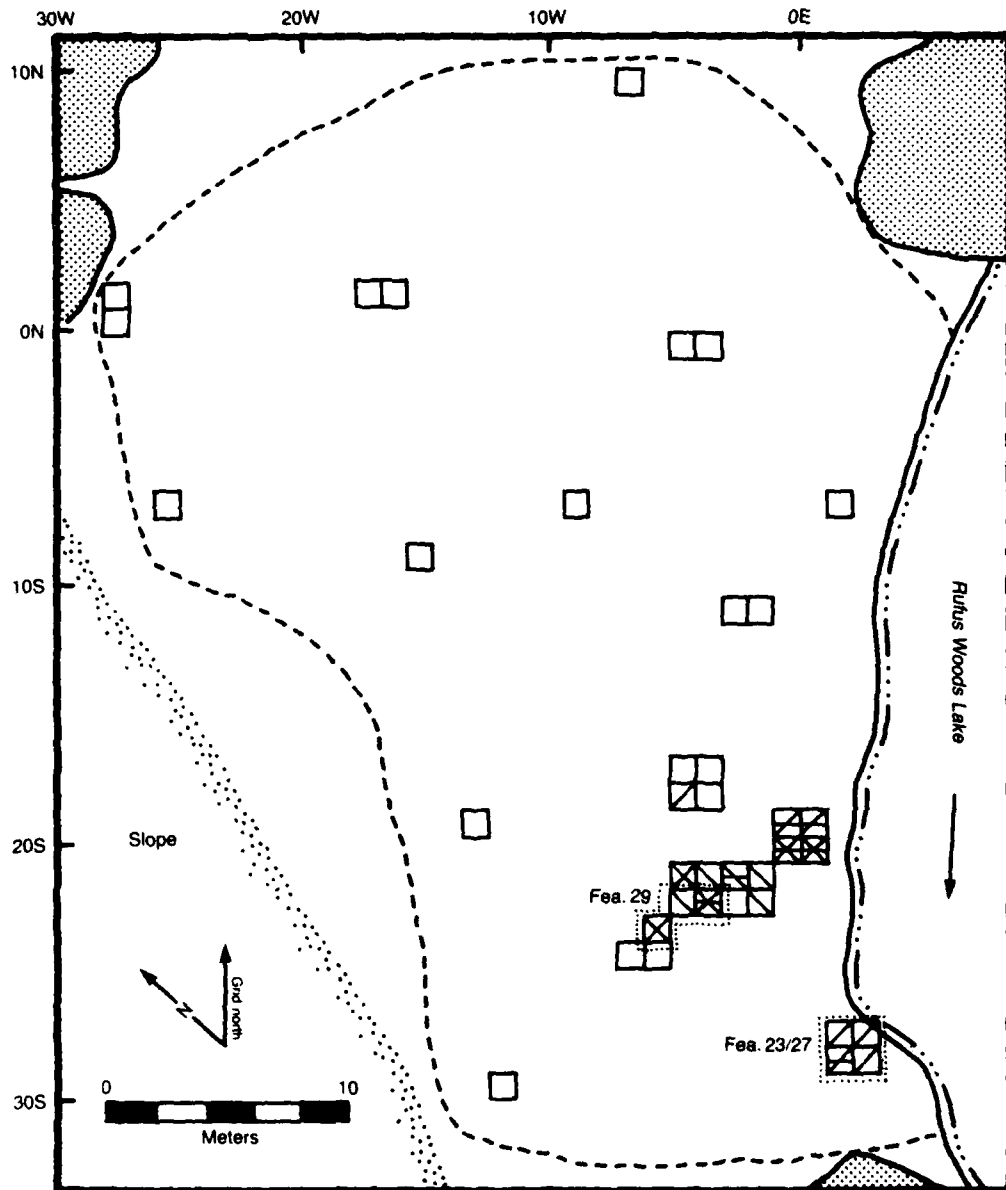 30W 20W 10W 0E
10N
0N
10S
Rufus Woods Lake
20S
Slope
Fea. 29
N
Grid north
Fea. 23/27
0 10
30S
Meters